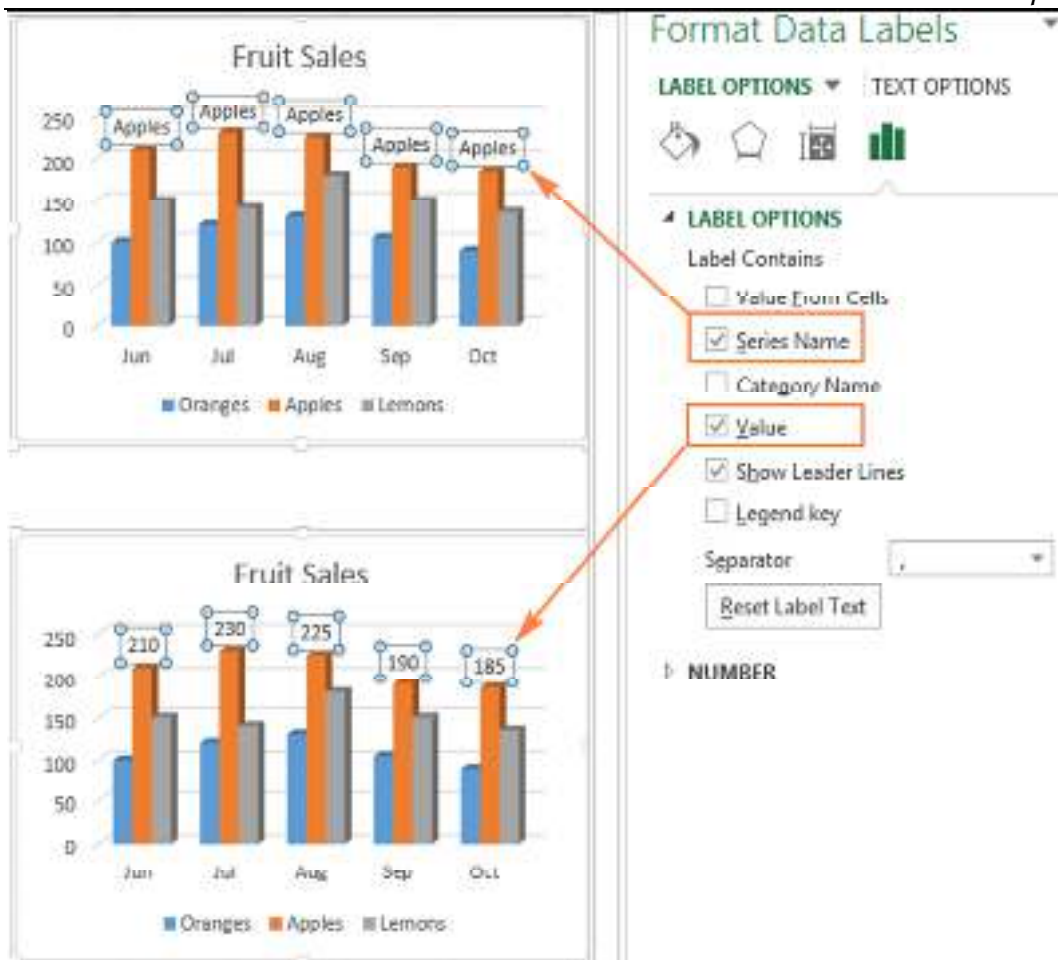 Fruit Sales
Apples Apples Apples Apples Apples
250
200
150
100
50
0
Jun Jul Aug Sep Oct
Oranges Apples Lemons
Fruit Sales
210 230 225 190 185
250
200
150
100
50
0
Jun Jul Aug Sep Oct
Oranges Apples Lemons
Format Data Labels
LABEL OPTIONS TEXT OPTIONS
LABEL OPTIONS
Label Contains
Value From Cells
Series Name
Category Name
Value
Show Leader Lines
Legend key
Separator ,
Reset Label Text
NUMBER